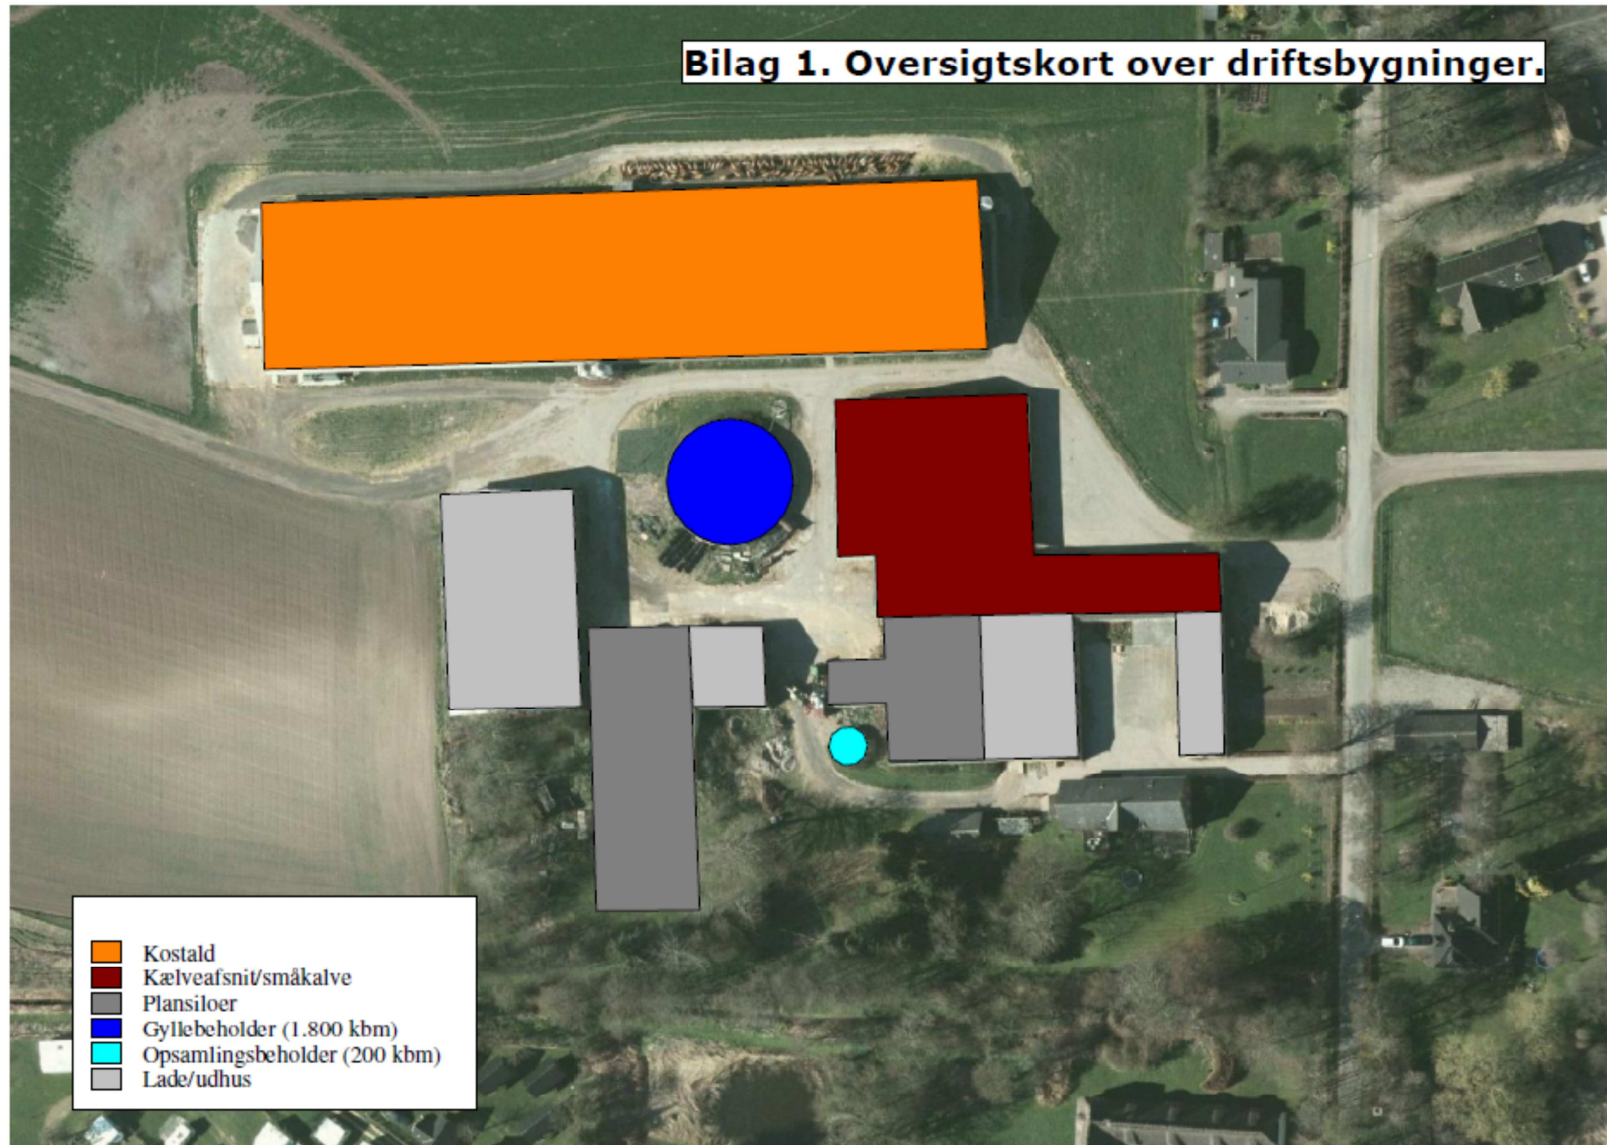 Bilag 1. Oversigtskort over driftsbygninger.
Kostald
Kælveafsnit/småkalve
Plansiloer
Gyllebeholder (1.800 kbm)
Opsamlingsbeholder (200 kbm)
Lade/udhus